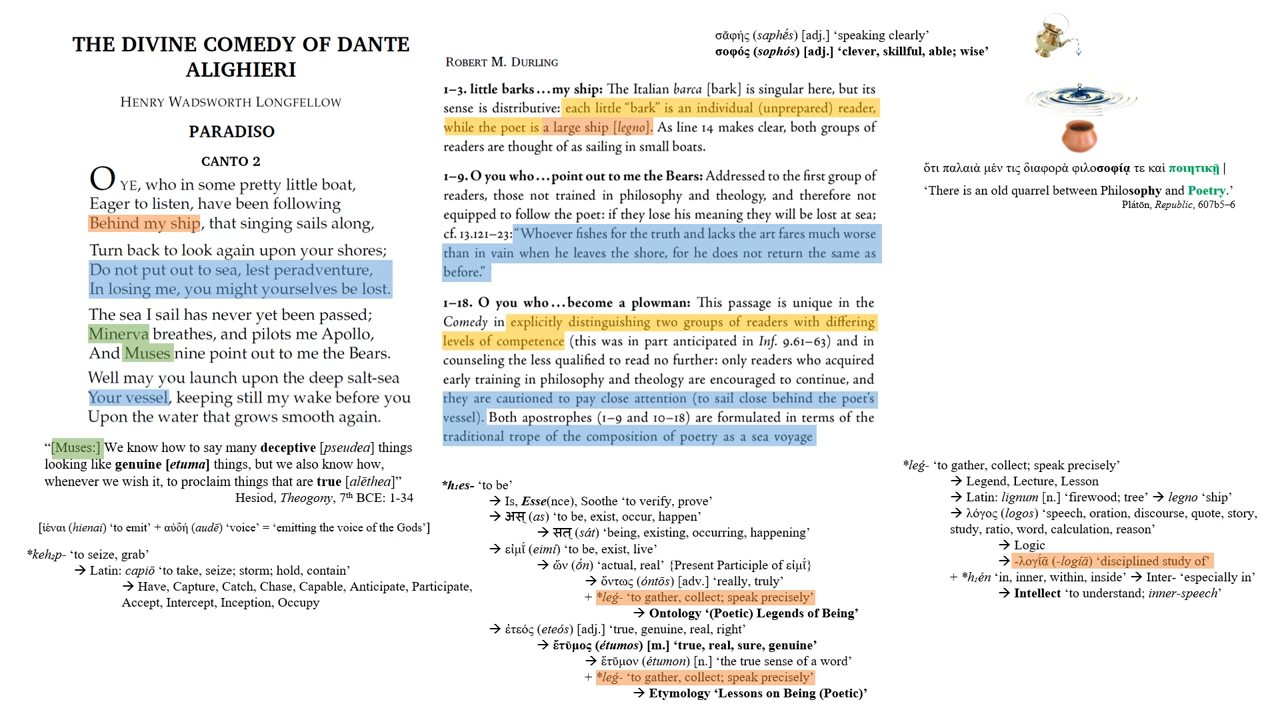 THE DIVINE COMEDY OF DANTE
ALIGHIERI
HENRY WADSWORTH LONGFELLOW
PARADISO
CANTO 2
O YE, who in some pretty little boat,
Eager to listen, have been following
Behind my ship, that singing sails along,
Turn back to look again upon your shores;
Do not put out to sea, lest peradventure,
In losing me, you might yourselves be lost.
The sea I sail has never yet been passed;
Minerva breathes, and pilots me Apollo,
And Muses nine point out to me the Bears.
Well may you launch upon the deep salt-sea
Your vessel, keeping still my wake before you
Upon the water that grows smooth again.
“[Muses:] We know how to say many deceptive [pseudea] things
looking like genuine [etuma] things, but we also know how,
whenever we wish it, to proclaim things that are true [alēthea]”
Hesiod, Theogony, 7th BCE: 1-34
[ἱέναι (hienai) ‘to emit’ + αὐδή (audē) ‘voice’ = ‘emitting the voice of the Gods’]
*keh₂p- ‘to seize, grab’
→ Latin: capiō ‘to take, seize; storm; hold, contain’
→ Have, Capture, Catch, Chase, Capable, Anticipate, Participate,
Accept, Intercept, Inception, Occupy
ROBERT M. DURLING
1–3. little barks . . . my ship: The Italian barca [bark] is singular here, but its
sense is distributive: each little “bark” is an individual (unprepared) reader,
while the poet is a large ship [legno]. As line 14 makes clear, both groups of
readers are thought of as sailing in small boats.
1–9. O you who . . . point out to me the Bears: Addressed to the first group of
readers, those not trained in philosophy and theology, and therefore not
equipped to follow the poet: if they lose his meaning they will be lost at sea;
cf. 13.121–23: “Whoever fishes for the truth and lacks the art fares much worse
than in vain when he leaves the shore, for he does not return the same as
before.”
1–18. O you who . . . become a plowman: This passage is unique in the
Comedy in explicitly distinguishing two groups of readers with differing
levels of competence (this was in part anticipated in Inf. 9.61–63) and in
counseling the less qualified to read no further: only readers who acquired
early training in philosophy and theology are encouraged to continue, and
they are cautioned to pay close attention (to sail close behind the poet’s
vessel). Both apostrophes (1–9 and 10–18) are formulated in terms of the
traditional trope of the composition of poetry as a sea voyage
*h₁es- ‘to be’
→ Is, Esse(nce), Soothe ‘to verify, prove’
→ अस् (as) ‘to be, exist, occur, happen’
→ सत् (sát) ‘being, existing, occurring, happening’
→ εἰμῐ́ (eimí) ‘to be, exist, live’
→ ὤν (ṓn) ‘actual, real’ {Present Participle of εἰμῐ́}
→ ὄντως (óntōs) [adv.] ‘really, truly’
+ *leǵ- ‘to gather, collect; speak precisely’
→ Ontology ‘(Poetic) Legends of Being’
→ ἐτεός (eteós) [adj.] ‘true, genuine, real, right’
→ ἔτῠμος (étumos) [m.] ‘true, real, sure, genuine’
→ ἔτῠμον (étumon) [n.] ‘the true sense of a word’
+ *leǵ- ‘to gather, collect; speak precisely’
→ Etymology ‘Lessons on Being (Poetic)’
σᾰφής (saphḗs) [adj.] ‘speaking clearly’
σοφός (sophós) [adj.] ‘clever, skillful, able; wise’
ὅτι παλαιὰ μέν τις διαφορὰ φιλοσοφίᾳ τε καὶ ποιητικῇ |
‘There is an old quarrel between Philosophy and Poetry.’
Plátōn, Republic, 607b5–6
*leǵ- ‘to gather, collect; speak precisely’
→ Legend, Lecture, Lesson
→ Latin: lignum [n.] ‘firewood; tree’ → legno ‘ship’
→ λόγος (logos) ‘speech, oration, discourse, quote, story,
study, ratio, word, calculation, reason’
→ Logic
→ -λογίᾱ (-logíā) ‘disciplined study of’
+ *h₁én ‘in, inner, within, inside’ → Inter- ‘especially in’
→ Intellect ‘to understand; inner-speech’